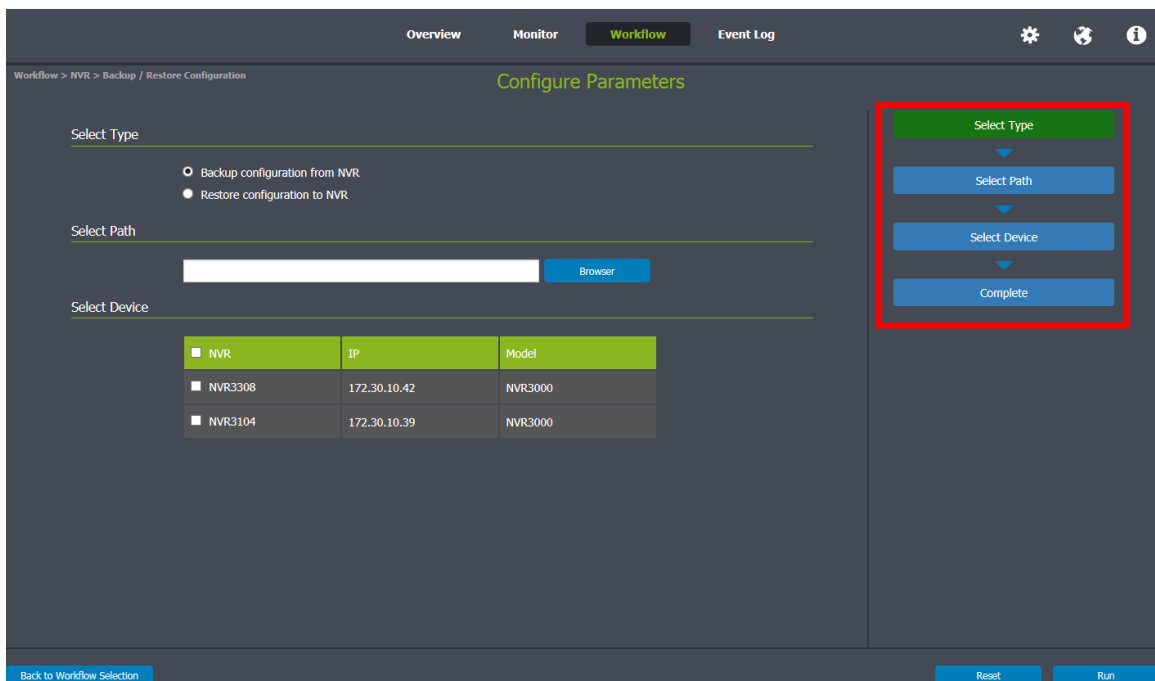 Overview Monitor Workflow Event Log
Workflow > NVR > Backup / Restore Configuration
Configure Parameters
Select Type
Backup configuration from NVR
Restore configuration to NVR
Select Path
Browser
Select Device
NVR IP Model
NVR3308 172.30.10.42 NVR3000
NVR3104 172.30.10.39 NVR3000
Select Type
Select Path
Select Device
Complete
Back to Workflow Selection
Reset Run